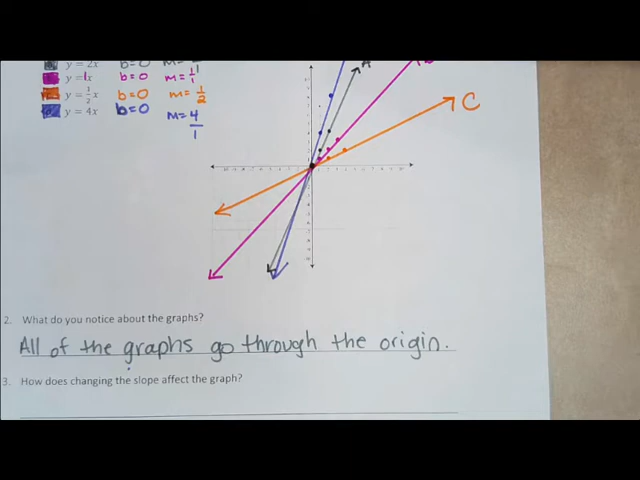 y = 2x b=0 m=
y = 1x b=0 m= 1/1
y = 1/2 x b=0 m= 1/2
y = 4x b=0 m= 4/1
A
C
2. What do you notice about the graphs?
All of the graphs go through the origin.
3. How does changing the slope affect the graph?